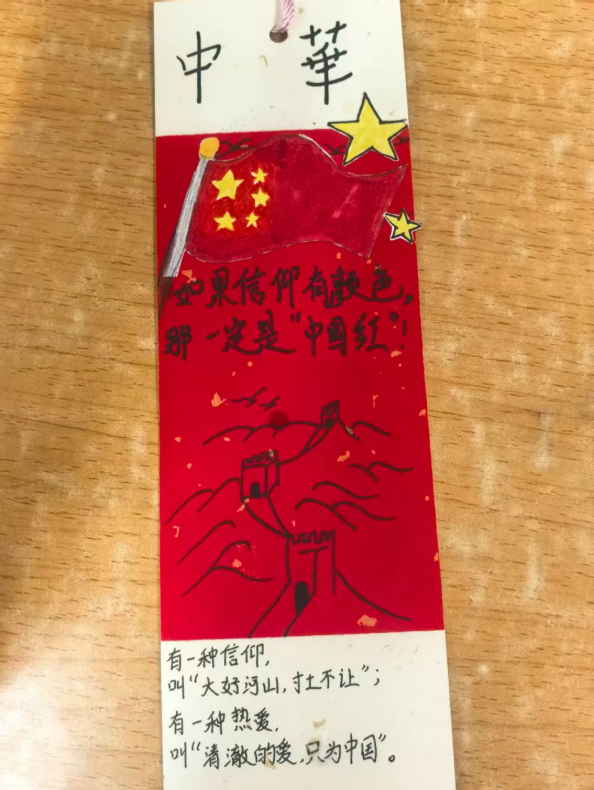 中 華
如果信仰有颜色,
那一定是"中國红"!
有一种信仰,
叫"大好河山,寸土不让";
有一种热爱,
叫"清澈的爱,只为中国"。